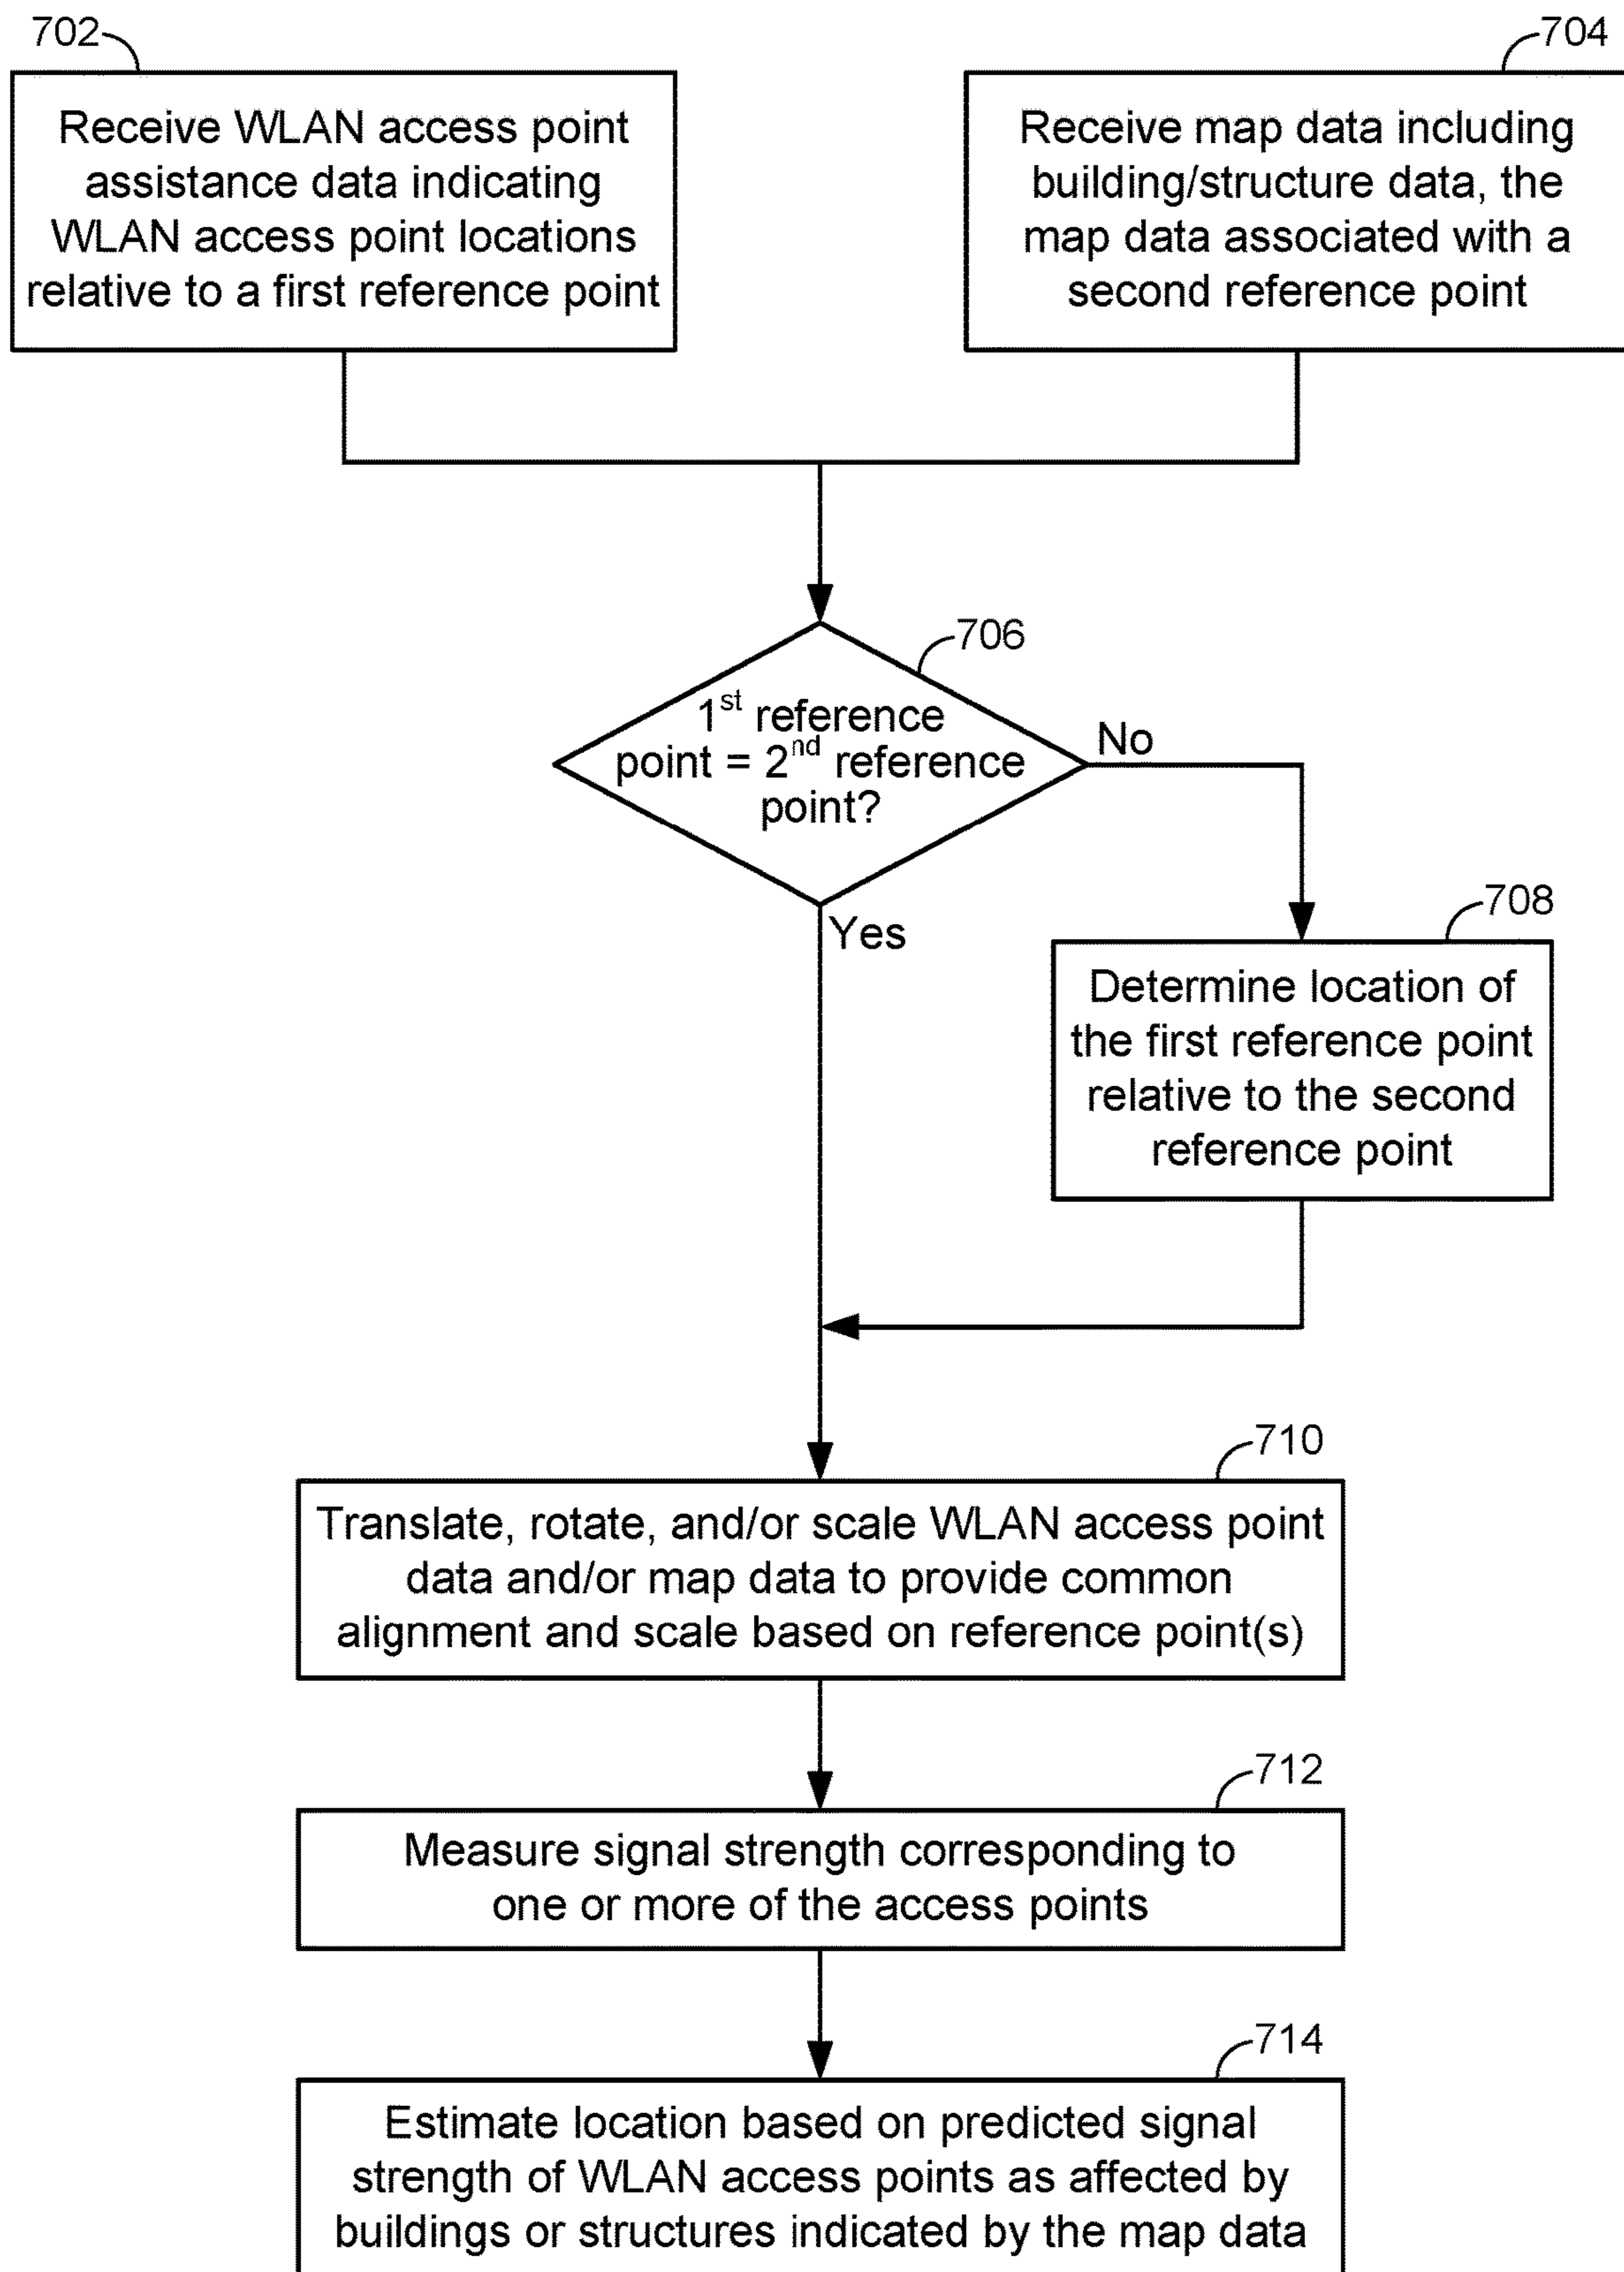 702
Receive WLAN access point
assistance data indicating
WLAN access point locations
relative to a first reference point
704
Receive map data including
building/structure data, the
map data associated with a
second reference point
706
1st reference
point = 2nd reference
point?
No
Yes
708
Determine location of
the first reference point
relative to the second
reference point
710
Translate, rotate, and/or scale WLAN access point
data and/or map data to provide common
alignment and scale based on reference point(s)
712
Measure signal strength corresponding to
one or more of the access points
714
Estimate location based on predicted signal
strength of WLAN access points as affected by
buildings or structures indicated by the map data